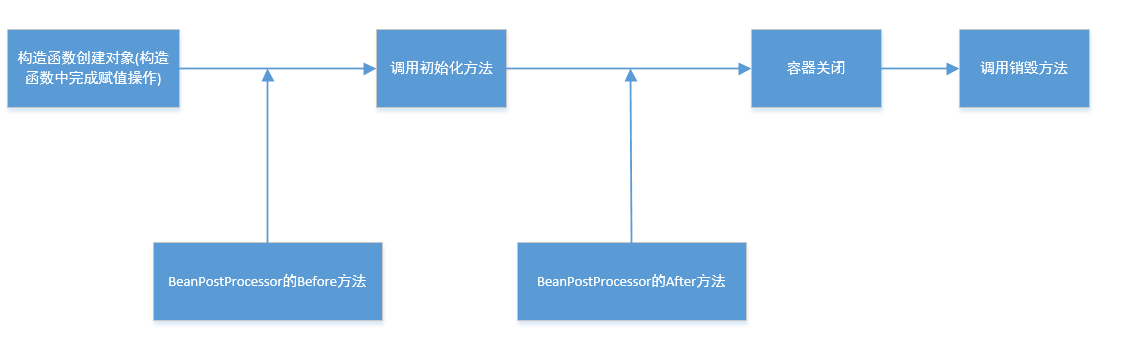 构造函数创建对象(构造
函数中完成赋值操作)
调用初始化方法
容器关闭
调用销毁方法
BeanPostProcessor的Before方法
BeanPostProcessor的After方法